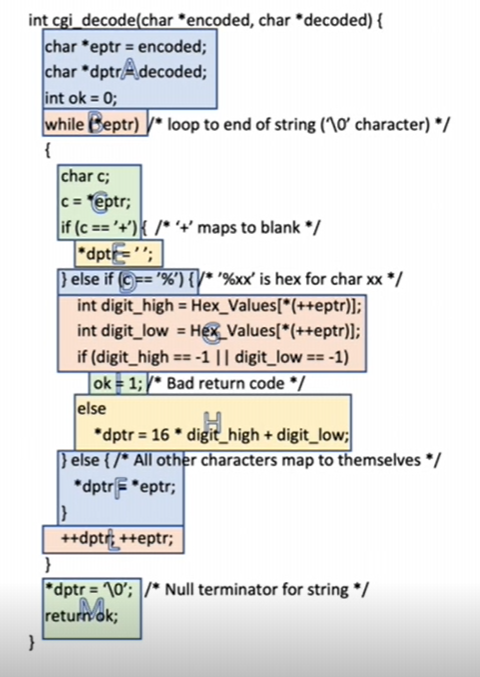 int cgi_decode(char *encoded, char *decoded) {
char *eptr = encoded;
char *dptr = decoded;
A
int ok = 0;
while (*eptr) /* loop to end of string ('\0' character) */
B
{
char c;
c = *eptr;
C
if (c == '+') { /* '+' maps to blank */
*dptr = ' ';
E
} else if (c == '%') { /* '%xx' is hex for char xx */
D
int digit_high = Hex_Values[*(++eptr)];
int digit_low = Hex_Values[*(++eptr)];
G
if (digit_high == -1 || digit_low == -1)
ok = 1; /* Bad return code */
I
else
H
*dptr = 16 * digit_high + digit_low;
} else { /* All other characters map to themselves */
*dptr = *eptr;
F
}
++dptr; ++eptr;
L
}
*dptr = '\0'; /* Null terminator for string */
return ok;
M
}